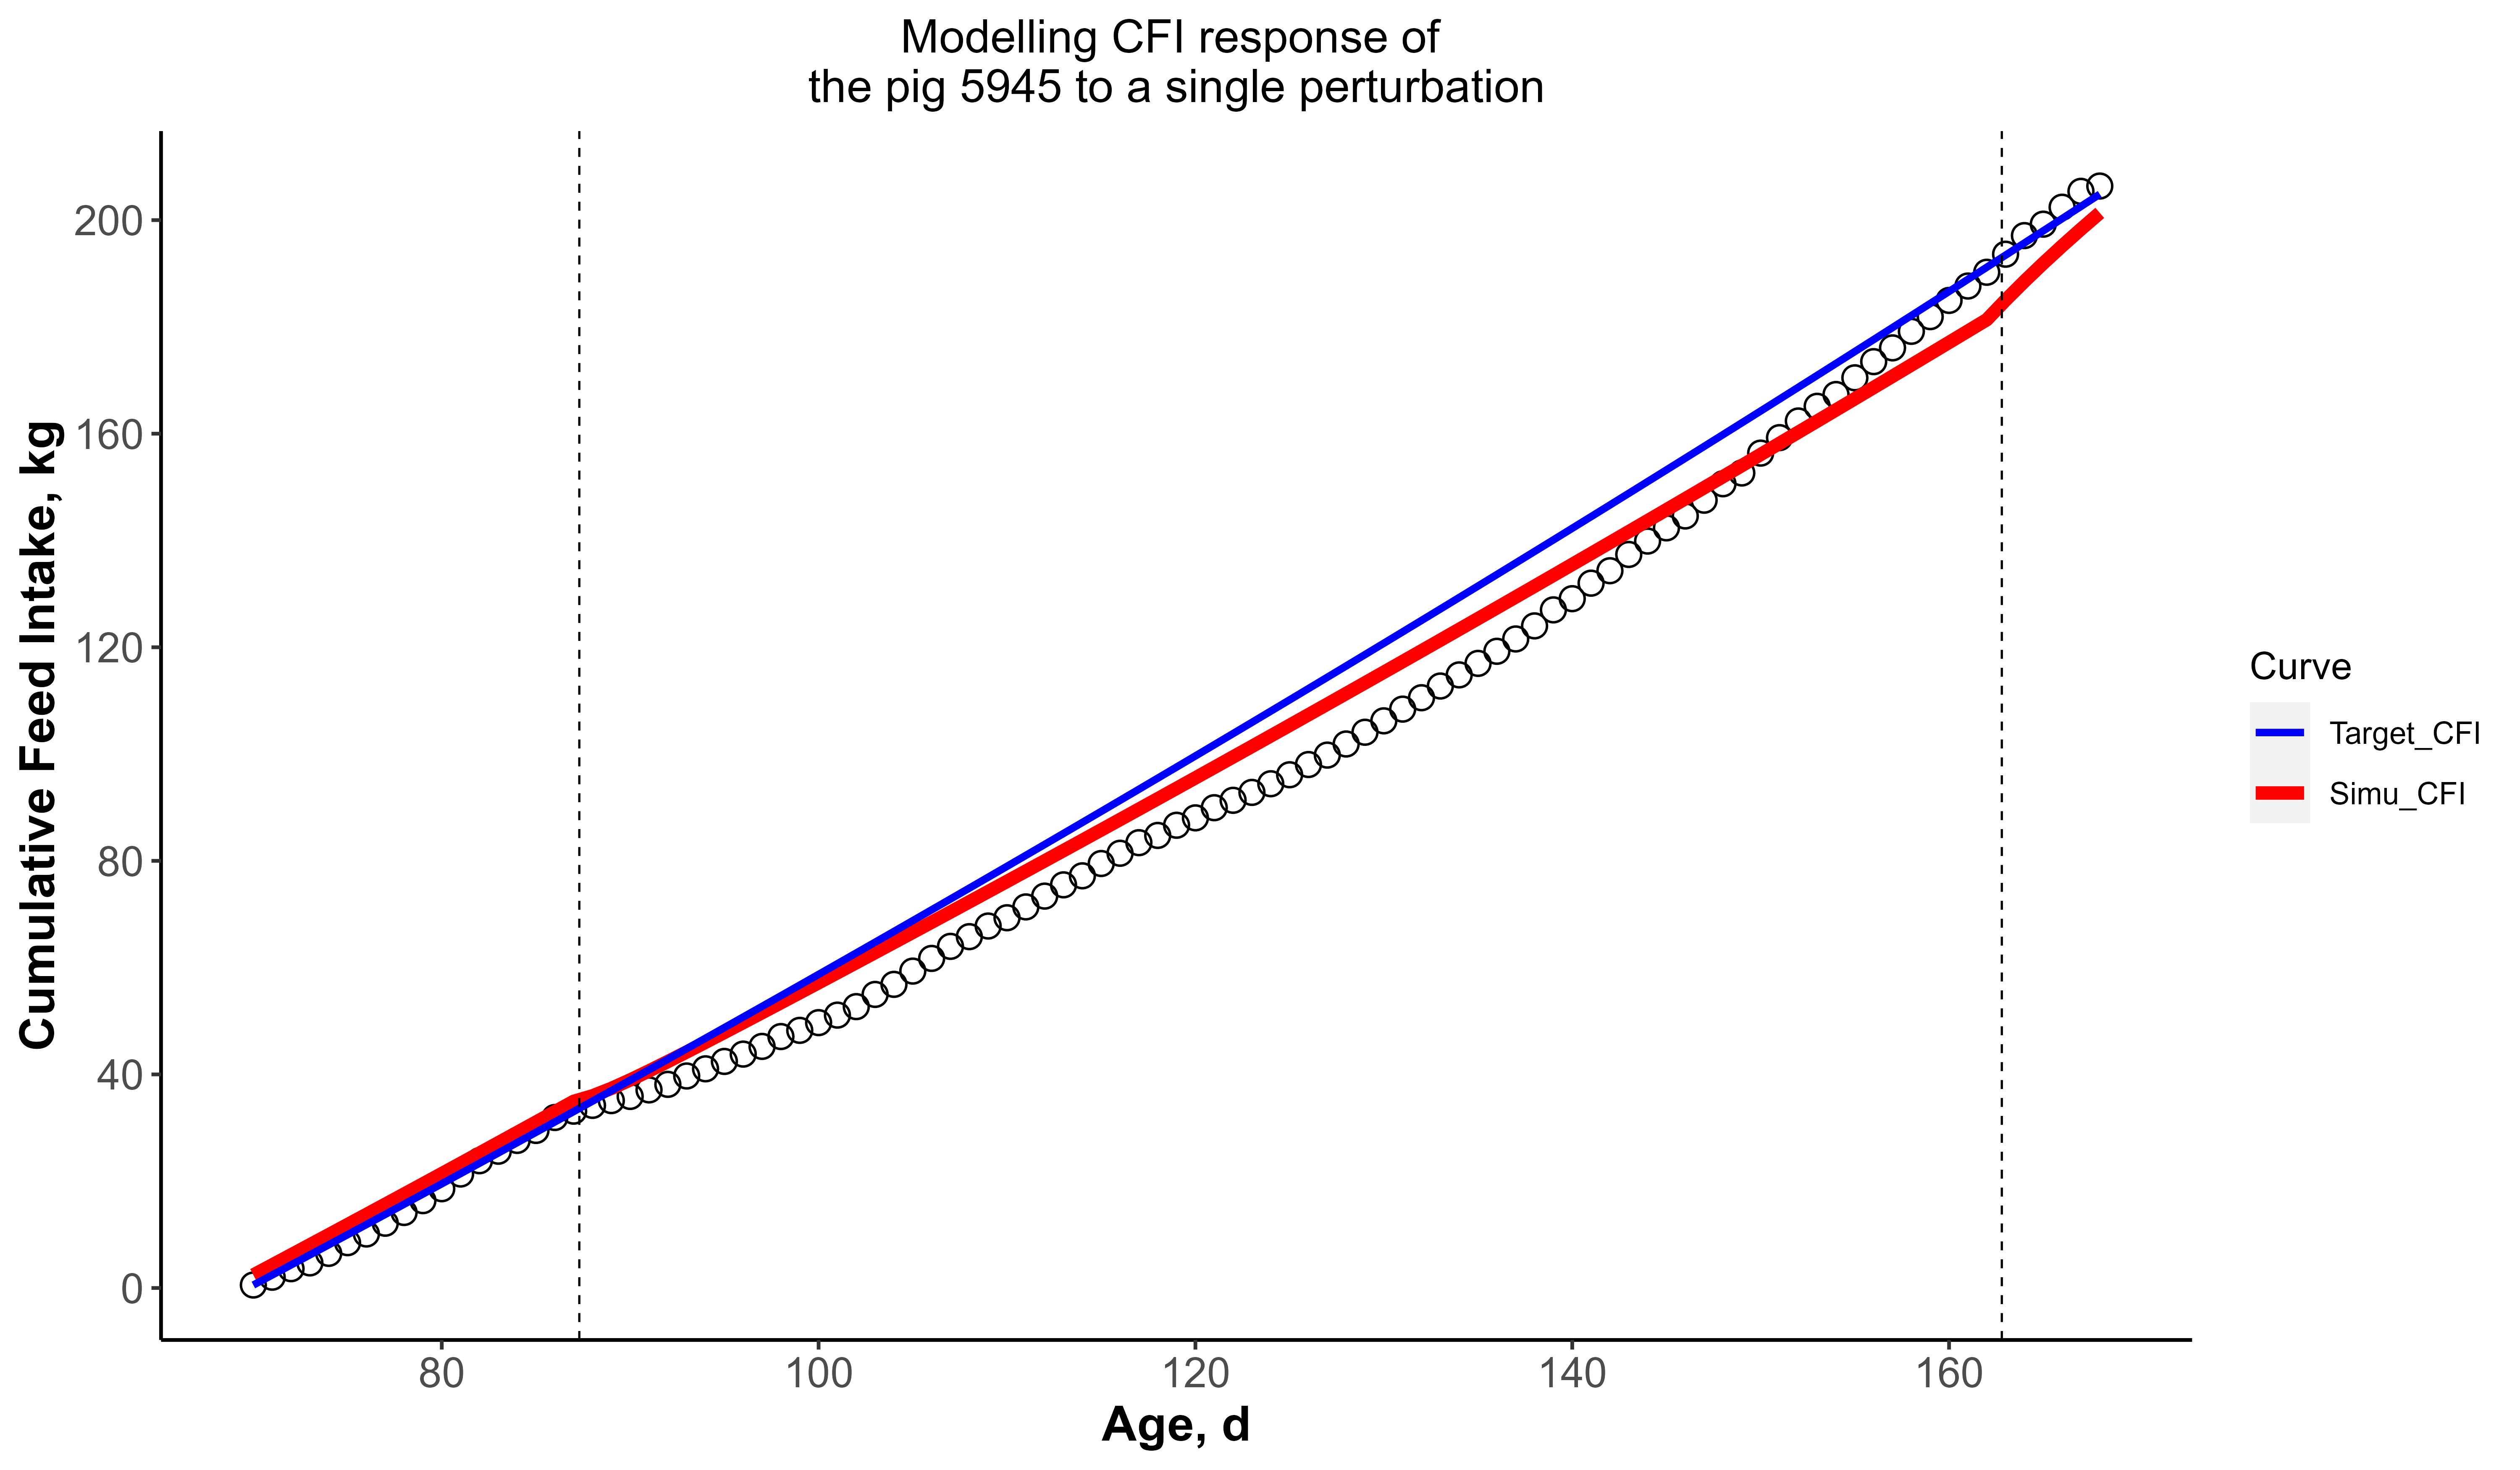 Modelling CFI response of
the pig 5945 to a single perturbation
Cumulative Feed Intake, kg
200
160
120
80
40
0
80
100
120
140
160
Age, d
Curve
Target_CFI
Simu_CFI